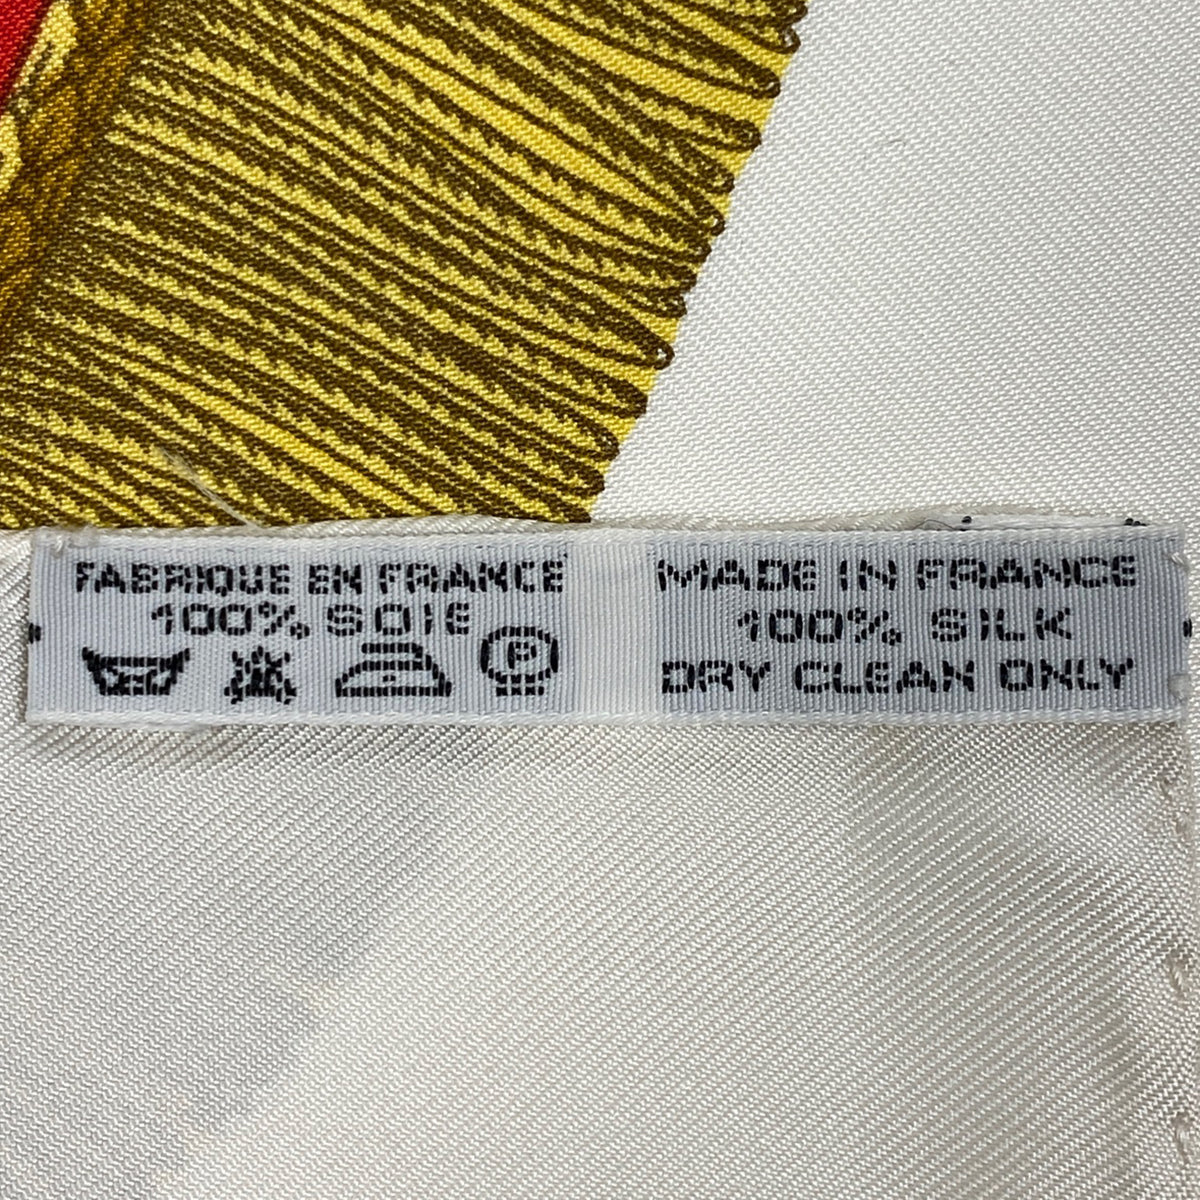 FABRIQUE EN FRANCE
100% SOIE
P
MADE IN FRANCE
100% SILK
DRY CLEAN ONLY